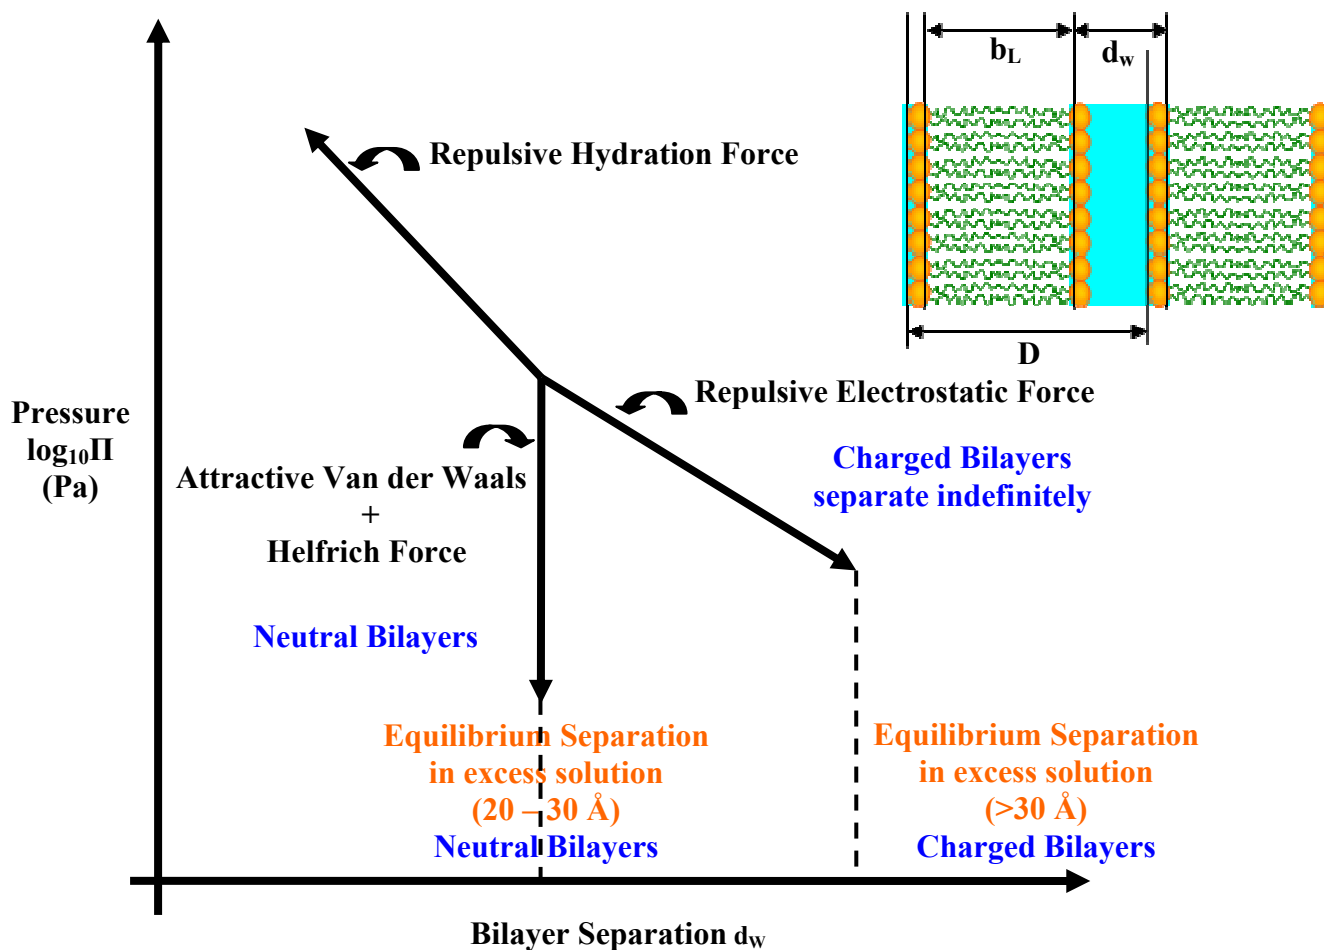 b_L
d_w
Repulsive Hydration Force
D
Repulsive Electrostatic Force
Pressure
log₁₀Π
(Pa)
Charged Bilayers
separate indefinitely
Attractive Van der Waals
+
Helfrich Force
Neutral Bilayers
Equilibrium Separation
in excess solution
(20 – 30 Å)
Neutral Bilayers
Equilibrium Separation
in excess solution
(>30 Å)
Charged Bilayers
Bilayer Separation d_w